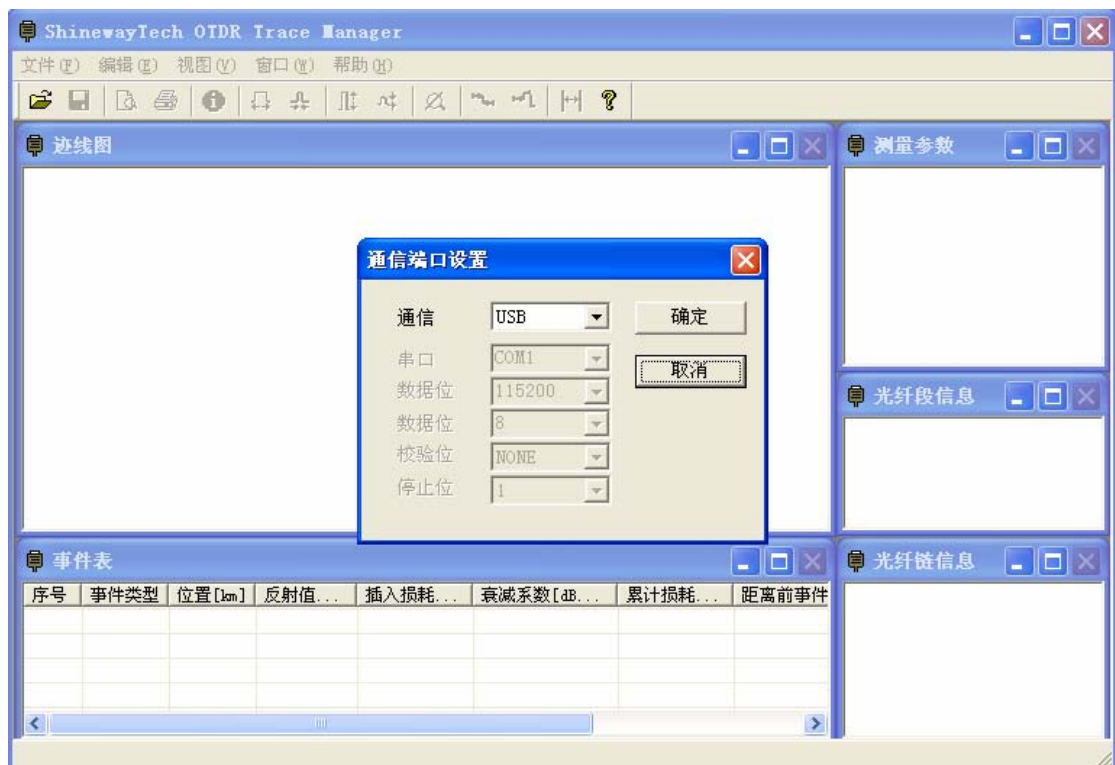 ShinewayTech OTDR Trace Manager
文件(F) 编辑(E) 视图(V) 窗口(W) 帮助(H)
迹线图
测量参数
通信端口设置
通信 USB 确定
串口 COM1 取消
数据位 115200
数据位 8
校验位 NONE
停止位 1
光纤段信息
事件表
光纤链信息
序号 事件类型 位置[km] 反射值... 插入损耗... 衰减系数[dB... 累计损耗... 距离前事件